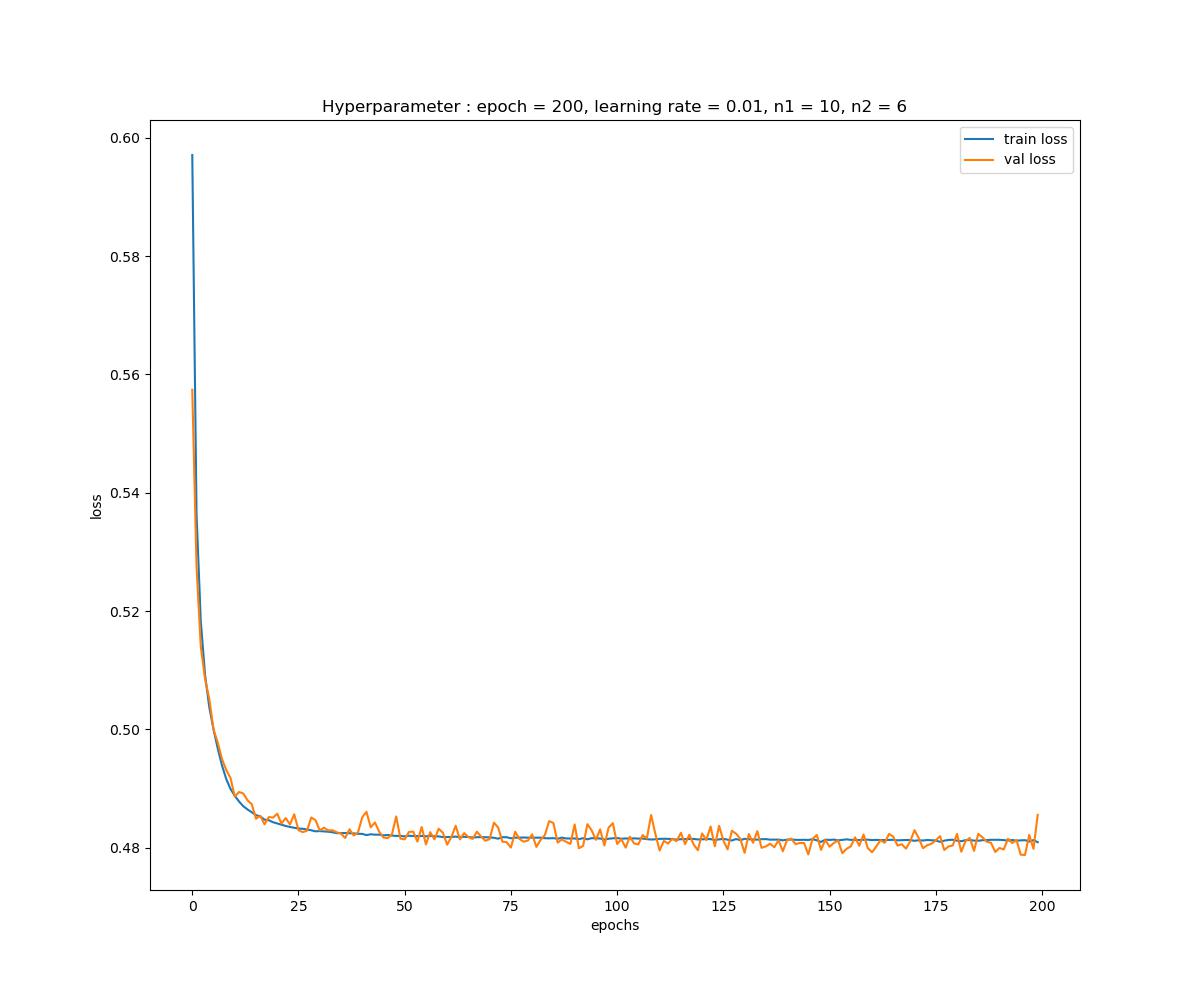 Hyperparameter : epoch = 200, learning rate = 0.01, n1 = 10, n2 = 6
train loss
val loss
0.60
0.58
0.56
0.54
0.52
0.50
0.48
loss
0 25 50 75 100 125 150 175 200
epochs